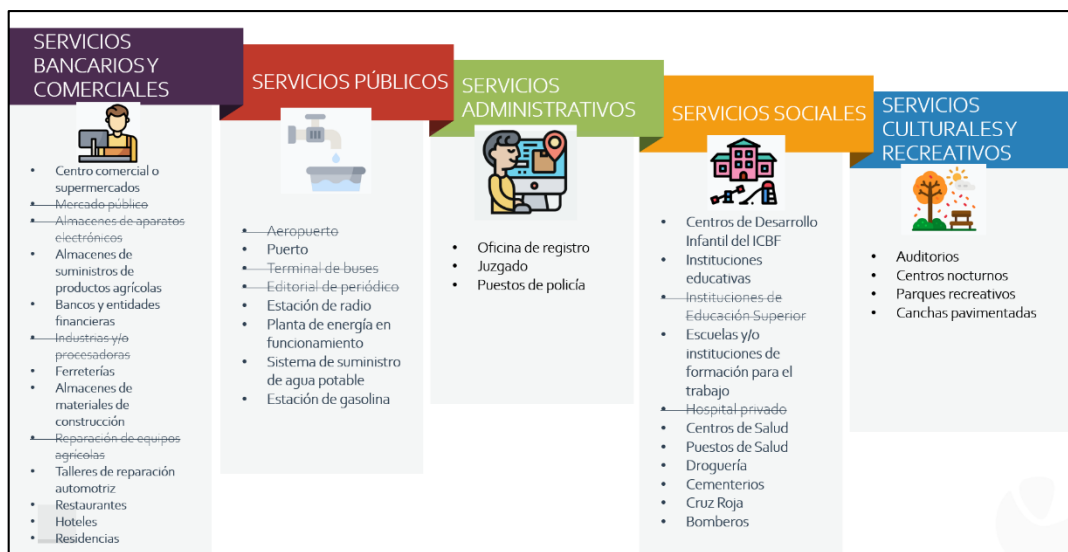 SERVICIOS
BANCARIOS Y
COMERCIALES
• Centro comercial o
supermercados
• Mercado público
• Almacenes de aparatos
electrónicos
• Almacenes de
suministros de
productos agrícolas
• Bancos y entidades
financieras
• Industrias y/o
procesadoras
• Ferreterías
• Almacenes de
materiales de
construcción
• Reparación de equipos
agrícolas
• Talleres de reparación
automotriz
• Restaurantes
• Hoteles
• Residencias
SERVICIOS PÚBLICOS
• Aeropuerto
• Puerto
• Terminal de buses
• Editorial de periódico
• Estación de radio
• Planta de energía en
funcionamiento
• Sistema de suministro
de agua potable
• Estación de gasolina
SERVICIOS
ADMINISTRATIVOS
• Oficina de registro
• Juzgado
• Puestos de policía
SERVICIOS SOCIALES
• Centros de Desarrollo
Infantil del ICBF
• Instituciones
educativas
• Instituciones de
Educación Superior
• Escuelas y/o
instituciones de
formación para el
trabajo
• Hospital privado
• Centros de Salud
• Puestos de Salud
• Droguería
• Cementerios
• Cruz Roja
• Bomberos
SERVICIOS
CULTURALES Y
RECREATIVOS
• Auditorios
• Centros nocturnos
• Parques recreativos
• Canchas pavimentadas